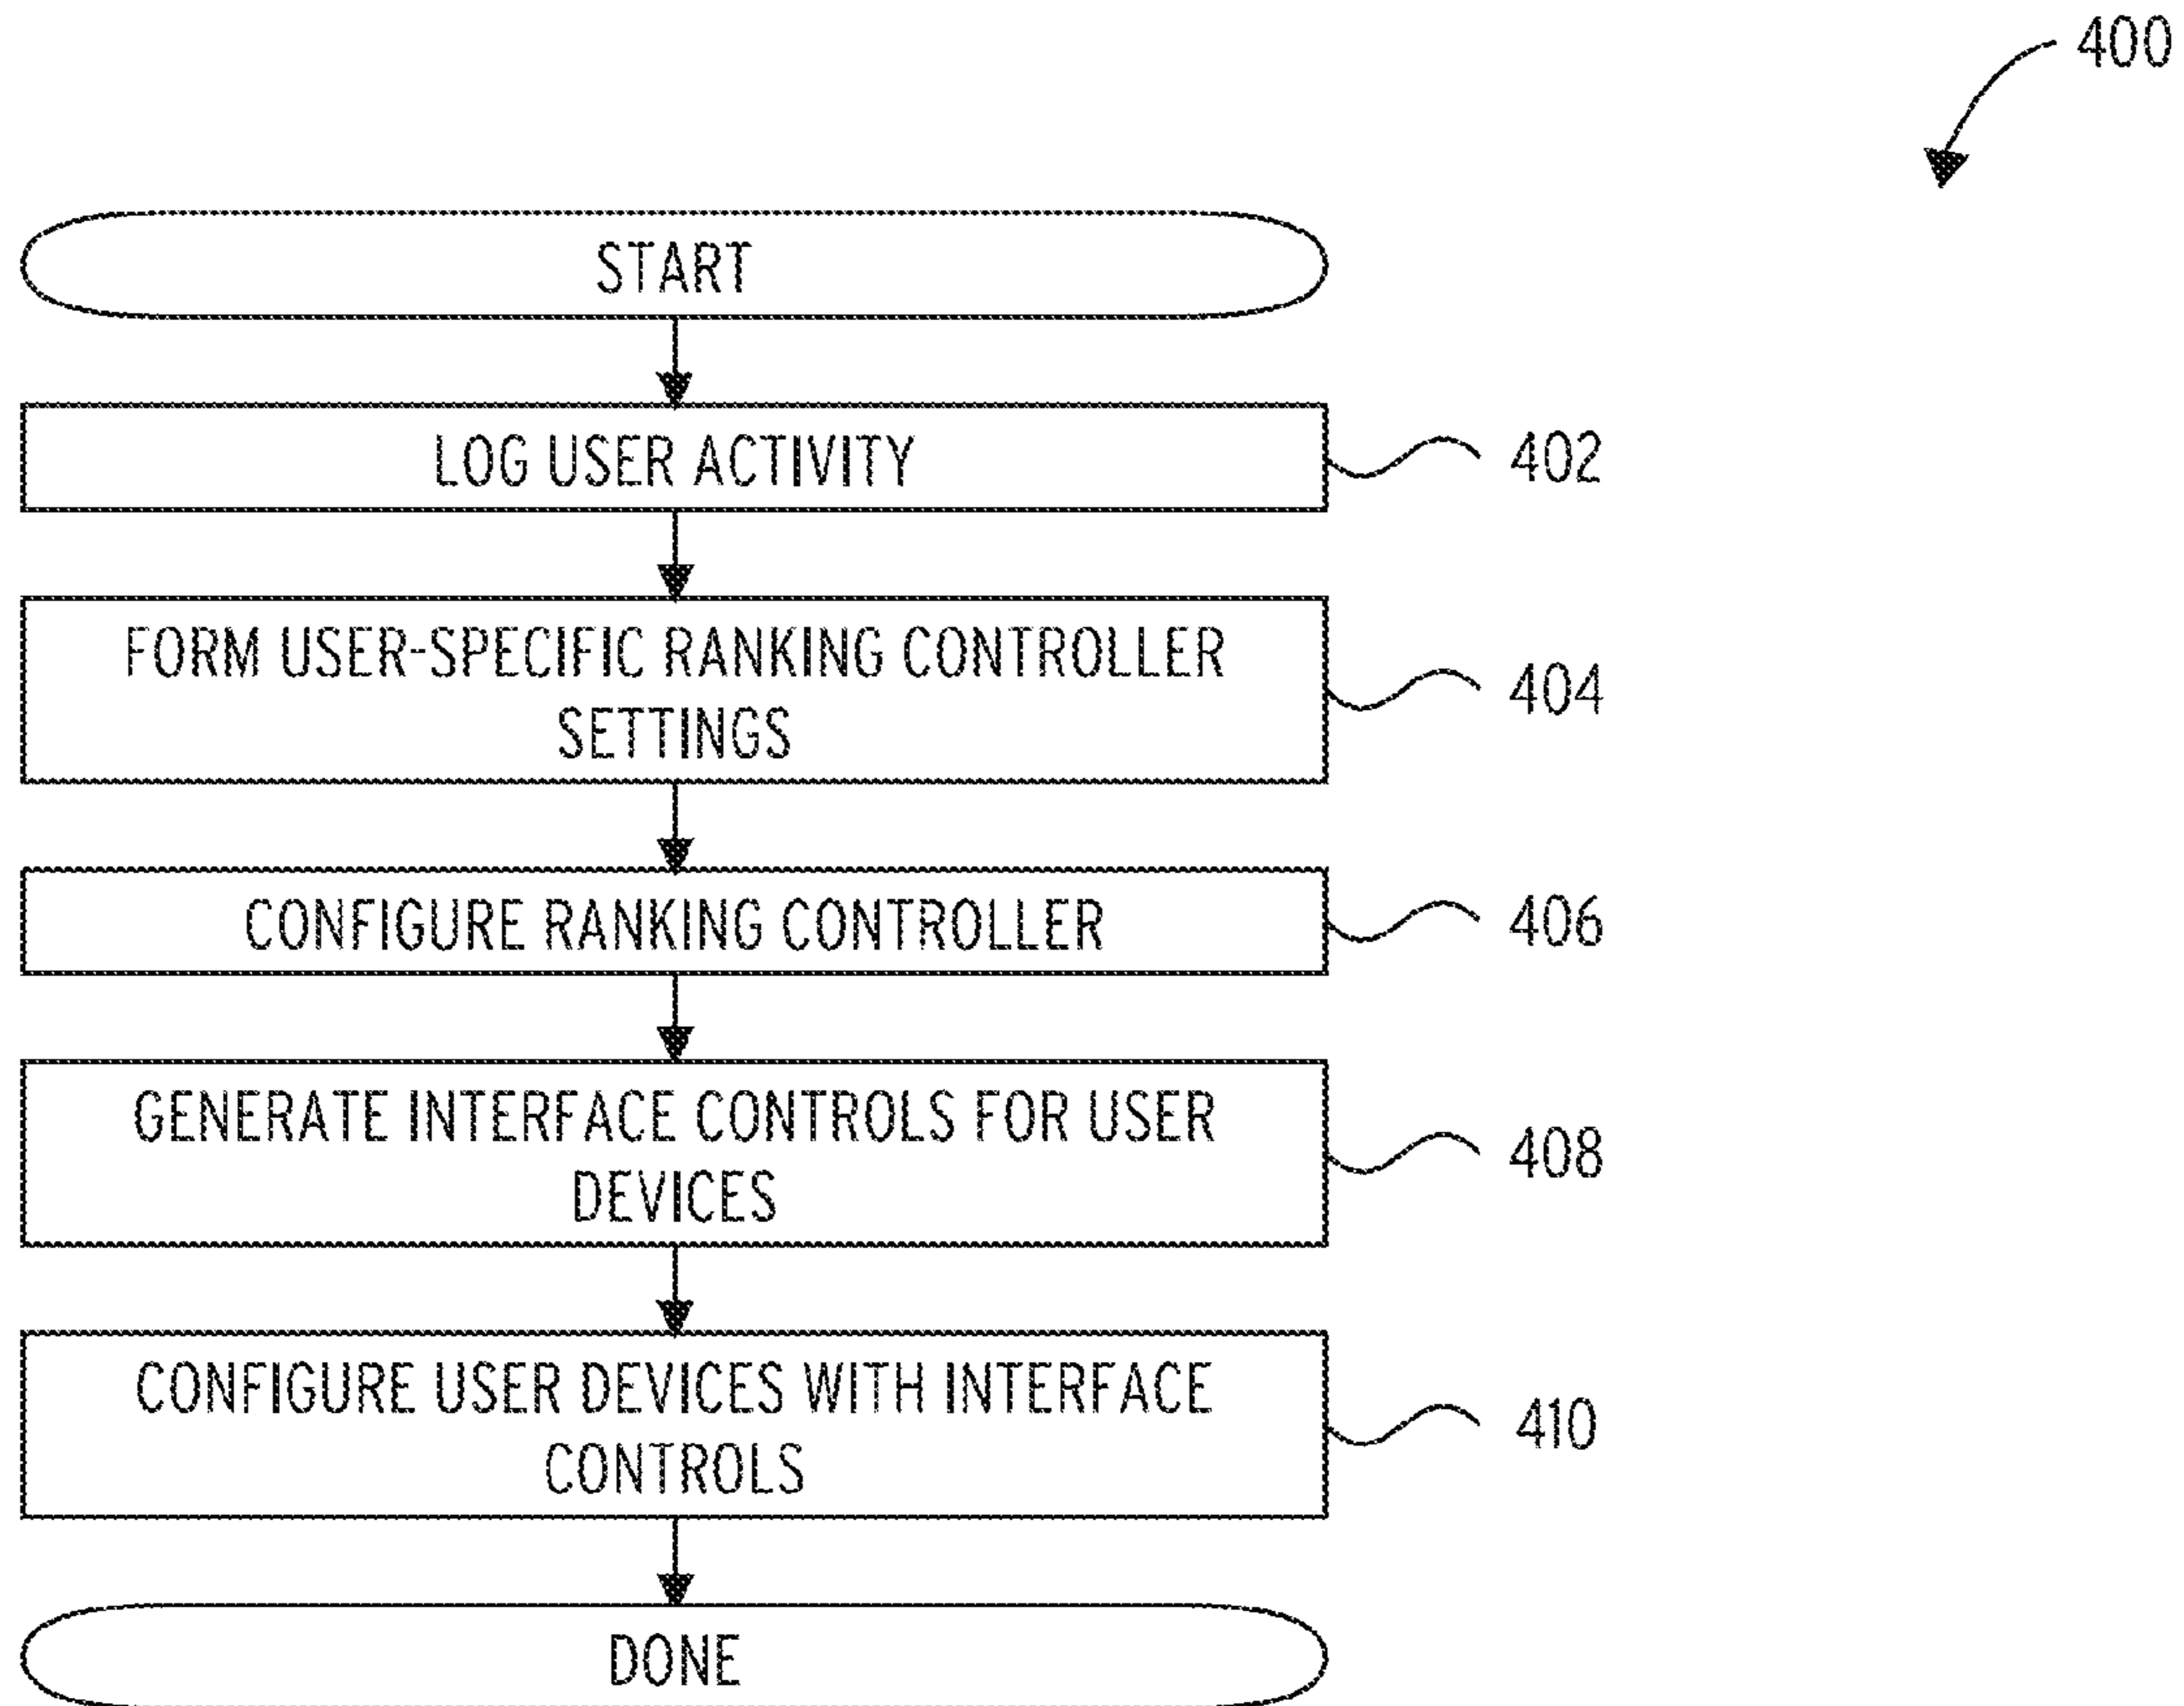 400
START
LOG USER ACTIVITY
402
FORM USER-SPECIFIC RANKING CONTROLLER
SETTINGS
404
CONFIGURE RANKING CONTROLLER
406
GENERATE INTERFACE CONTROLS FOR USER
DEVICES
408
CONFIGURE USER DEVICES WITH INTERFACE
CONTROLS
410
DONE